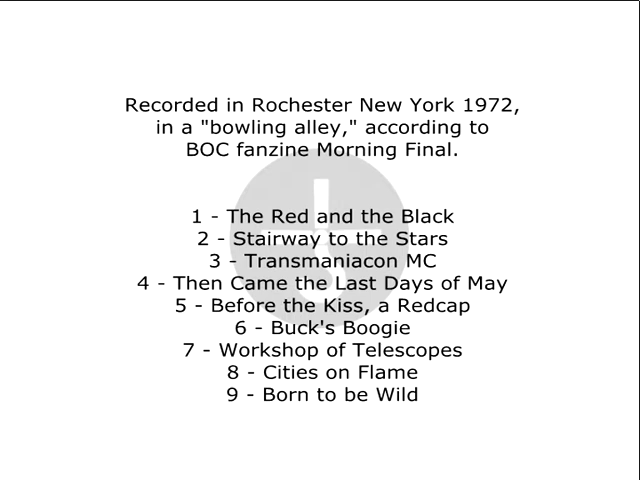 Recorded in Rochester New York 1972,
in a "bowling alley," according to
BOC fanzine Morning Final.
1 - The Red and the Black
2 - Stairway to the Stars
3 - Transmaniacon MC
4 - Then Came the Last Days of May
5 - Before the Kiss, a Redcap
6 - Buck's Boogie
7 - Workshop of Telescopes
8 - Cities on Flame
9 - Born to be Wild